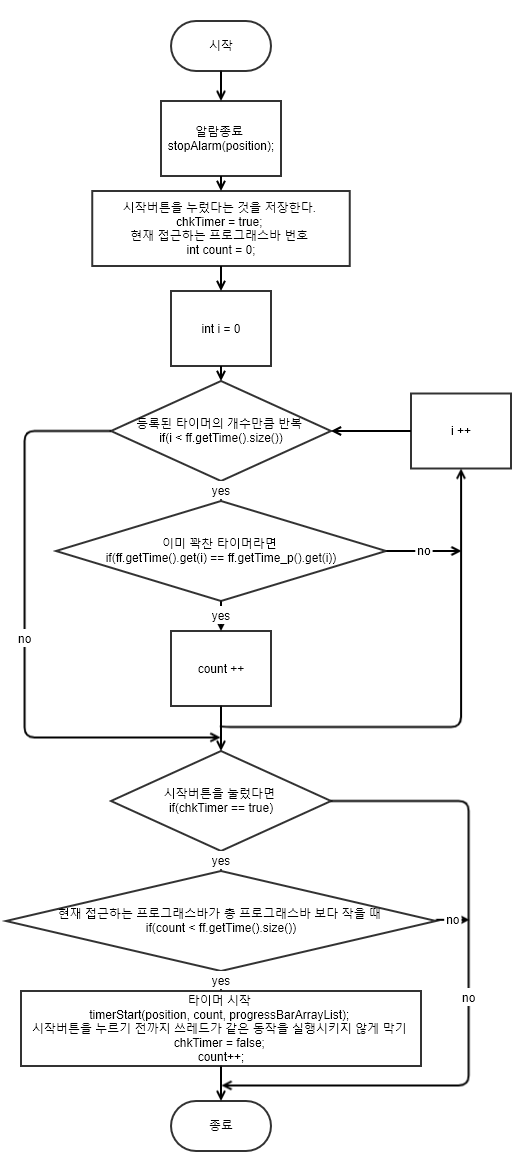 시작
알람종료
stopAlarm(position);
시작버튼을 누렀다는 것을 저장한다.
chkTimer = true;
현재 접근하는 프로그래스바 번호
int count = 0;
int i = 0
등록된 타이머의 개수만큼 반복
if(i < ff.getTime().size())
i ++
yes
이미 꽉찬 타이머라면
if(ff.getTime().get(i) == ff.getTime_p().get(i))
no
yes
no
count ++
시작버튼을 눌렀다면
if(chkTimer == true)
yes
현재 접근하는 프로그래스바가 총 프로그래스바 보다 작을 때
if(count < ff.getTime().size())
no
yes
no
타이머 시작
timerStart(position, count, progressBarArrayList);
시작버튼을 누르기 전까지 쓰레드가 같은 동작을 실행시키지 않게 막기
chkTimer = false;
count++;
종료